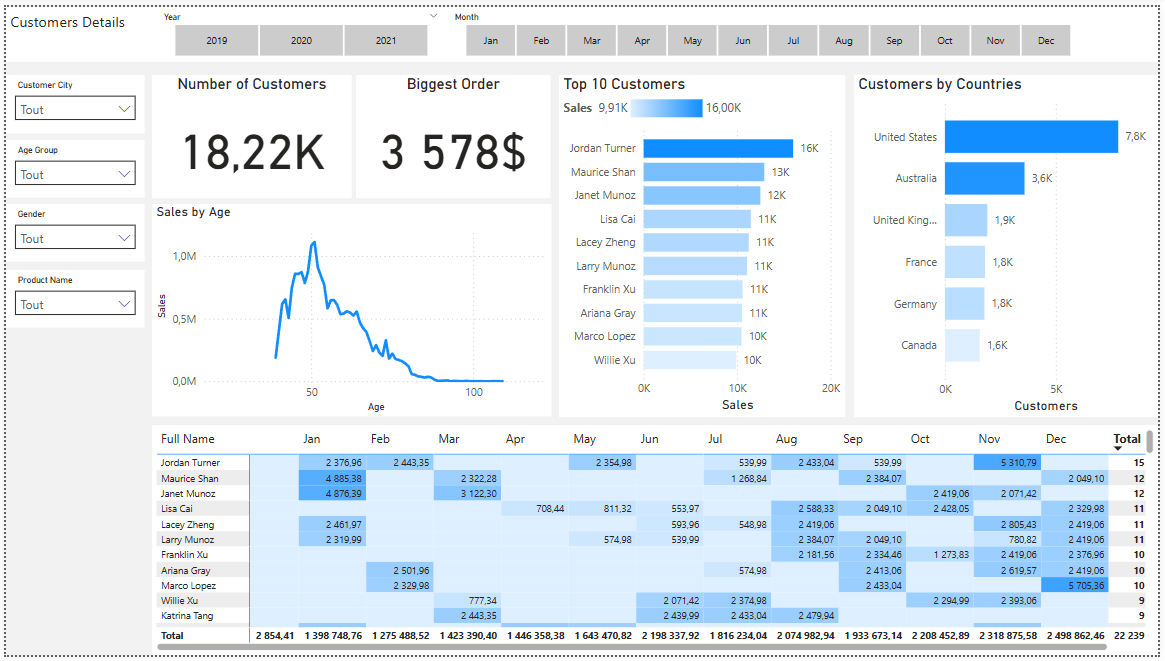 Customers Details
Year
2019 2020 2021
Month
Jan Feb Mar Apr May Jun Jul Aug Sep Oct Nov Dec
Customer City
Tout
Age Group
Tout
Gender
Tout
Product Name
Tout
Number of Customers
18,22K
Biggest Order
3 578$
Sales by Age
Sales
1,0M
0,5M
0,0M
50 100
Age
Top 10 Customers
Sales 9,91K 16,00K
Jordan Turner 16K
Maurice Shan 13K
Janet Munoz 12K
Lisa Cai 11K
Lacey Zheng 11K
Larry Munoz 11K
Franklin Xu 11K
Ariana Gray 11K
Marco Lopez 10K
Willie Xu 10K
0K 10K 20K
Sales
Customers by Countries
United States 7,8K
Australia 3,6K
United King... 1,9K
France 1,8K
Germany 1,8K
Canada 1,6K
0K 5K
Customers
Full Name Jan Feb Mar Apr May Jun Jul Aug Sep Oct Nov Dec Total
Jordan Turner 2 376,96 2 443,35 2 354,98 539,99 2 433,04 539,99 5 310,79 15
Maurice Shan 4 885,38 2 322,28 1 268,84 2 384,07 2 049,10 12
Janet Munoz 4 876,39 3 122,30 2 419,06 2 071,42 12
Lisa Cai 708,44 811,32 553,97 2 588,33 2 049,10 2 428,05 2 329,98 11
Lacey Zheng 2 461,97 593,96 548,98 2 419,06 2 805,43 2 419,06 11
Larry Munoz 2 319,99 574,98 539,99 2 384,07 2 049,10 780,82 2 419,06 11
Franklin Xu 2 181,56 2 334,46 1 273,83 2 419,06 2 376,96 10
Ariana Gray 2 501,96 574,98 2 413,06 2 619,57 2 419,06 10
Marco Lopez 2 329,98 2 433,04 5 705,36 10
Willie Xu 777,34 2 071,42 2 374,98 2 294,99 2 393,06 9
Katrina Tang 2 443,35 2 439,99 2 433,04 2 479,94 9
Total 2 854,41 1 398 748,76 1 275 488,52 1 423 390,40 1 446 358,38 1 643 470,82 2 198 337,92 1 816 234,04 2 074 982,94 1 933 673,14 2 208 452,89 2 318 875,58 2 498 862,46 22 239